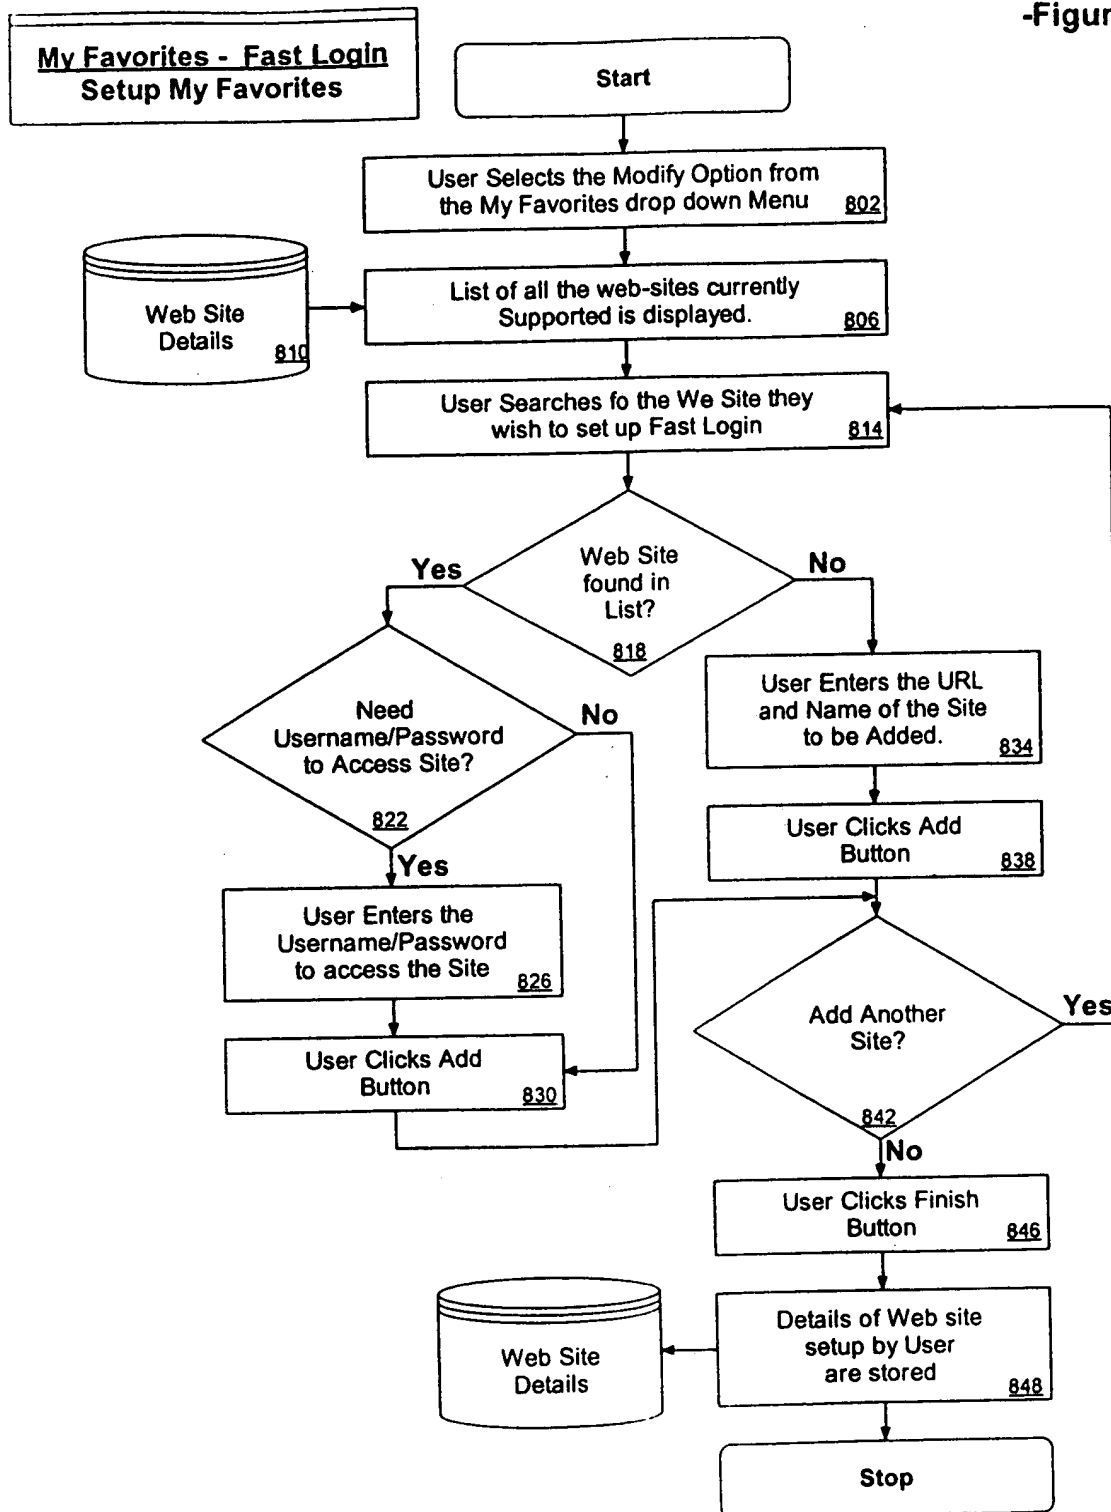 -Figur
My Favorites - Fast Login
Setup My Favorites
Start
User Selects the Modify Option from
the My Favorites drop down Menu 802
Web Site
Details 810
List of all the web-sites currently
Supported is displayed. 806
User Searches fo the We Site they
wish to set up Fast Login 814
Web Site
found in
List?
818
Yes
No
Need
Username/Password
to Access Site?
822
No
Yes
User Enters the URL
and Name of the Site
to be Added. 834
User Clicks Add
Button 838
User Enters the
Username/Password
to access the Site 826
User Clicks Add
Button 830
Add Another
Site?
842
Yes
No
User Clicks Finish
Button 846
Details of Web site
setup by User
are stored 848
Web Site
Details
Stop